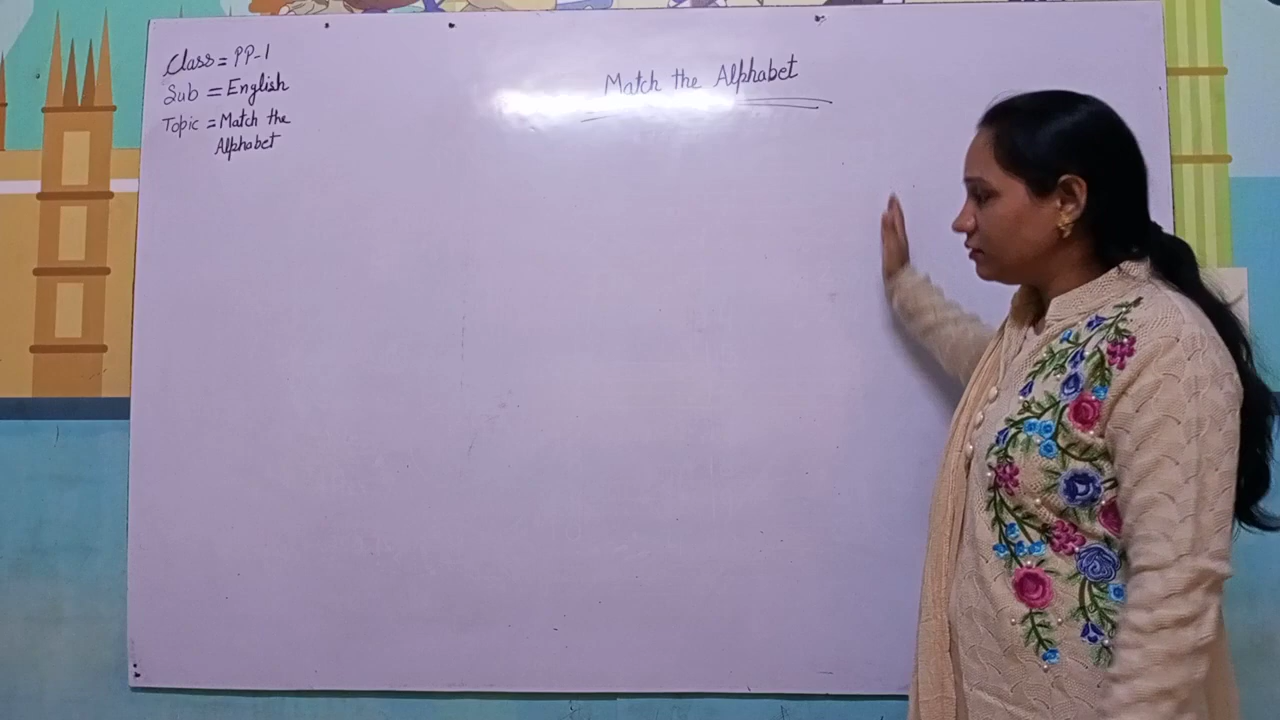 Class = PP-1
Sub = English
Topic = Match the
Alphabet
Match the Alphabet